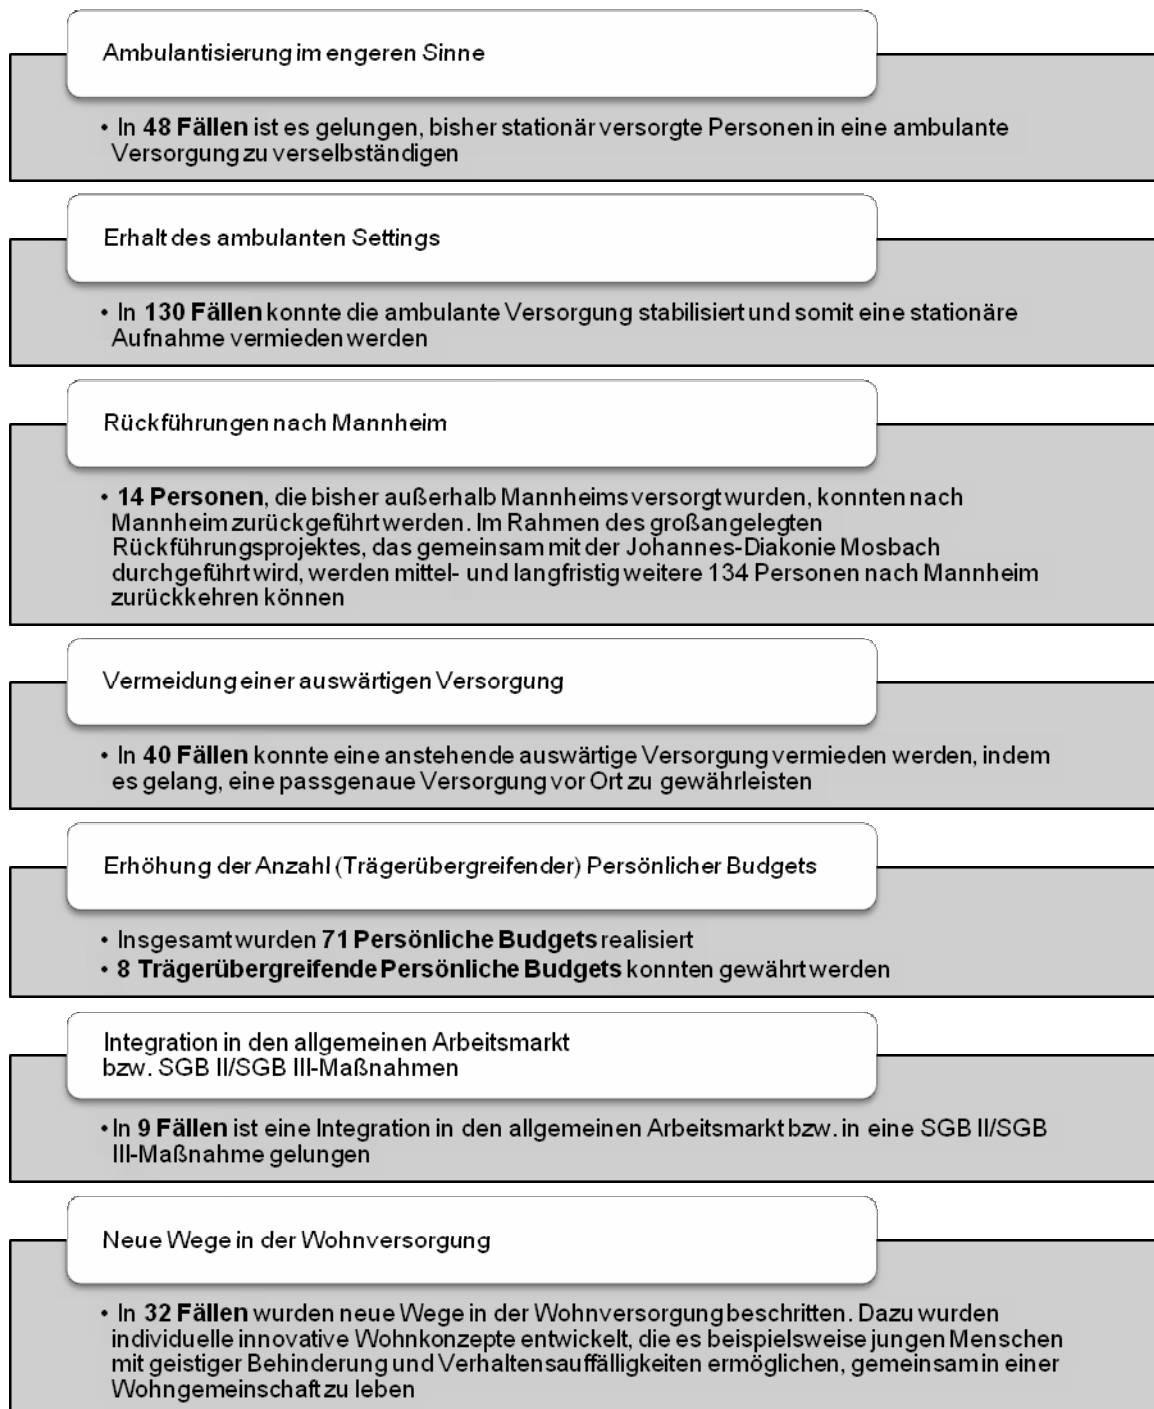 Ambulantisierung im engeren Sinne
• In 48 Fällen ist es gelungen, bisher stationär versorgte Personen in eine ambulante
Versorgung zu verselbständigen
Erhalt des ambulanten Settings
• In 130 Fällen konnte die ambulante Versorgung stabilisiert und somit eine stationäre
Aufnahme vermieden werden
Rückführungen nach Mannheim
• 14 Personen, die bisher außerhalb Mannheims versorgt wurden, konnten nach
Mannheim zurückgeführt werden. Im Rahmen des großangelegten
Rückführungsprojektes, das gemeinsam mit der Johannes-Diakonie Mosbach
durchgeführt wird, werden mittel- und langfristig weitere 134 Personen nach Mannheim
zurückkehren können
Vermeidung einer auswärtigen Versorgung
• In 40 Fällen konnte eine anstehende auswärtige Versorgung vermieden werden, indem
es gelang, eine passgenaue Versorgung vor Ort zu gewährleisten
Erhöhung der Anzahl (Trägerübergreifender) Persönlicher Budgets
• Insgesamt wurden 71 Persönliche Budgets realisiert
• 8 Trägerübergreifende Persönliche Budgets konnten gewährt werden
Integration in den allgemeinen Arbeitsmarkt
bzw. SGB II/SGB III-Maßnahmen
• In 9 Fällen ist eine Integration in den allgemeinen Arbeitsmarkt bzw. in eine SGB II/SGB
III-Maßnahme gelungen
Neue Wege in der Wohnversorgung
• In 32 Fällen wurden neue Wege in der Wohnversorgung beschritten. Dazu wurden
individuelle innovative Wohnkonzepte entwickelt, die es beispielsweise jungen Menschen
mit geistiger Behinderung und Verhaltensauffälligkeiten ermöglichen, gemeinsam in einer
Wohngemeinschaft zu leben